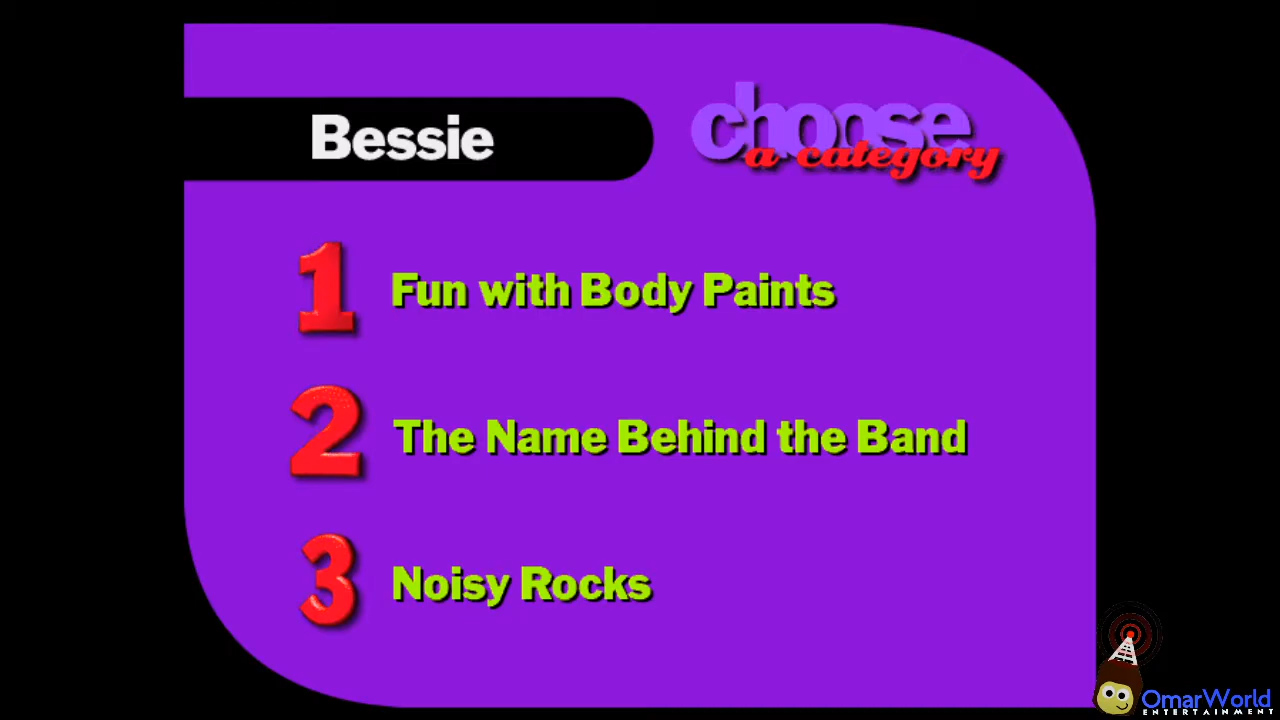 Bessie
choose
a category
1 Fun with Body Paints
2 The Name Behind the Band
3 Noisy Rocks
OmarWorld
ENTERTAINMENT